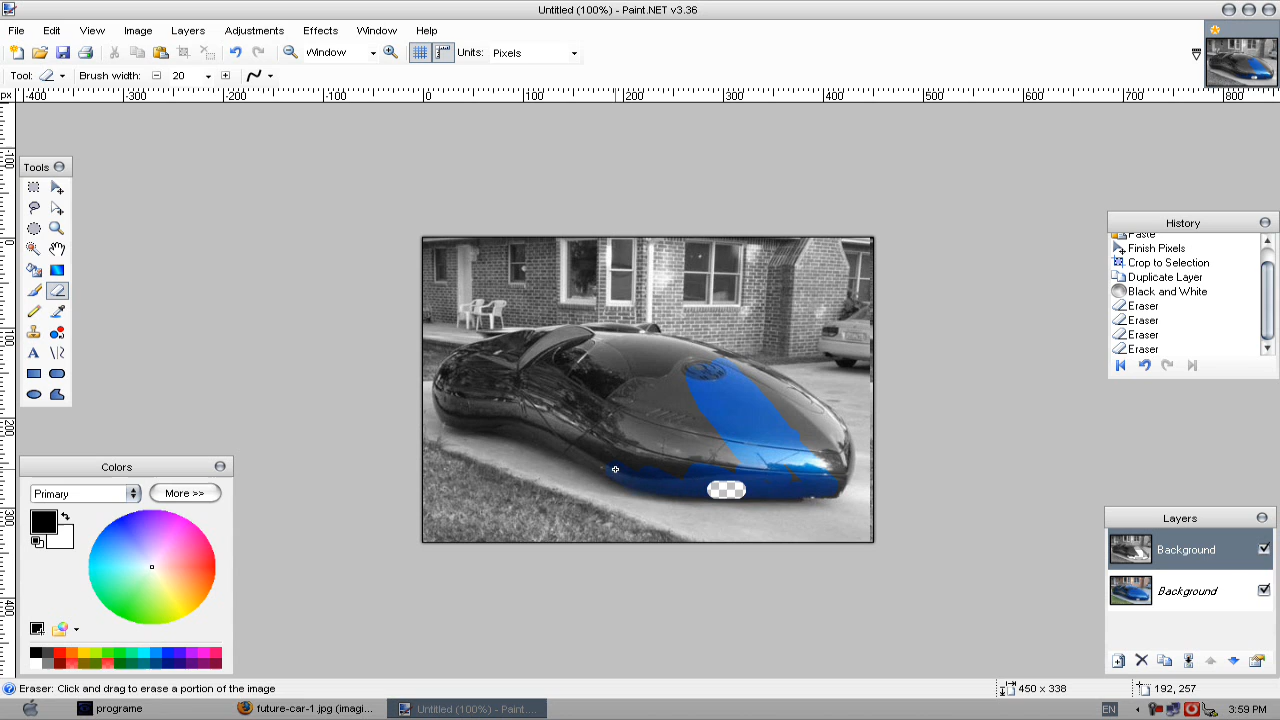 Untitled (100%) - Paint.NET v3.36
File Edit View Image Layers Adjustments Effects Window Help
Window Units: Pixels
Tool: Brush width: 20
px -400 -300 -200 -100 0 100 200 300 400 500 600 700 800
Tools
History
Paste
Finish Pixels
Crop to Selection
Duplicate Layer
Black and White
Eraser
Eraser
Eraser
Eraser
Colors
Primary More >>
Layers
Background
Background
Eraser: Click and drag to erase a portion of the image 450 x 338 192, 257
programe future-car-1.jpg (imagi... Untitled (100%) - Paint.... EN 3:59 PM